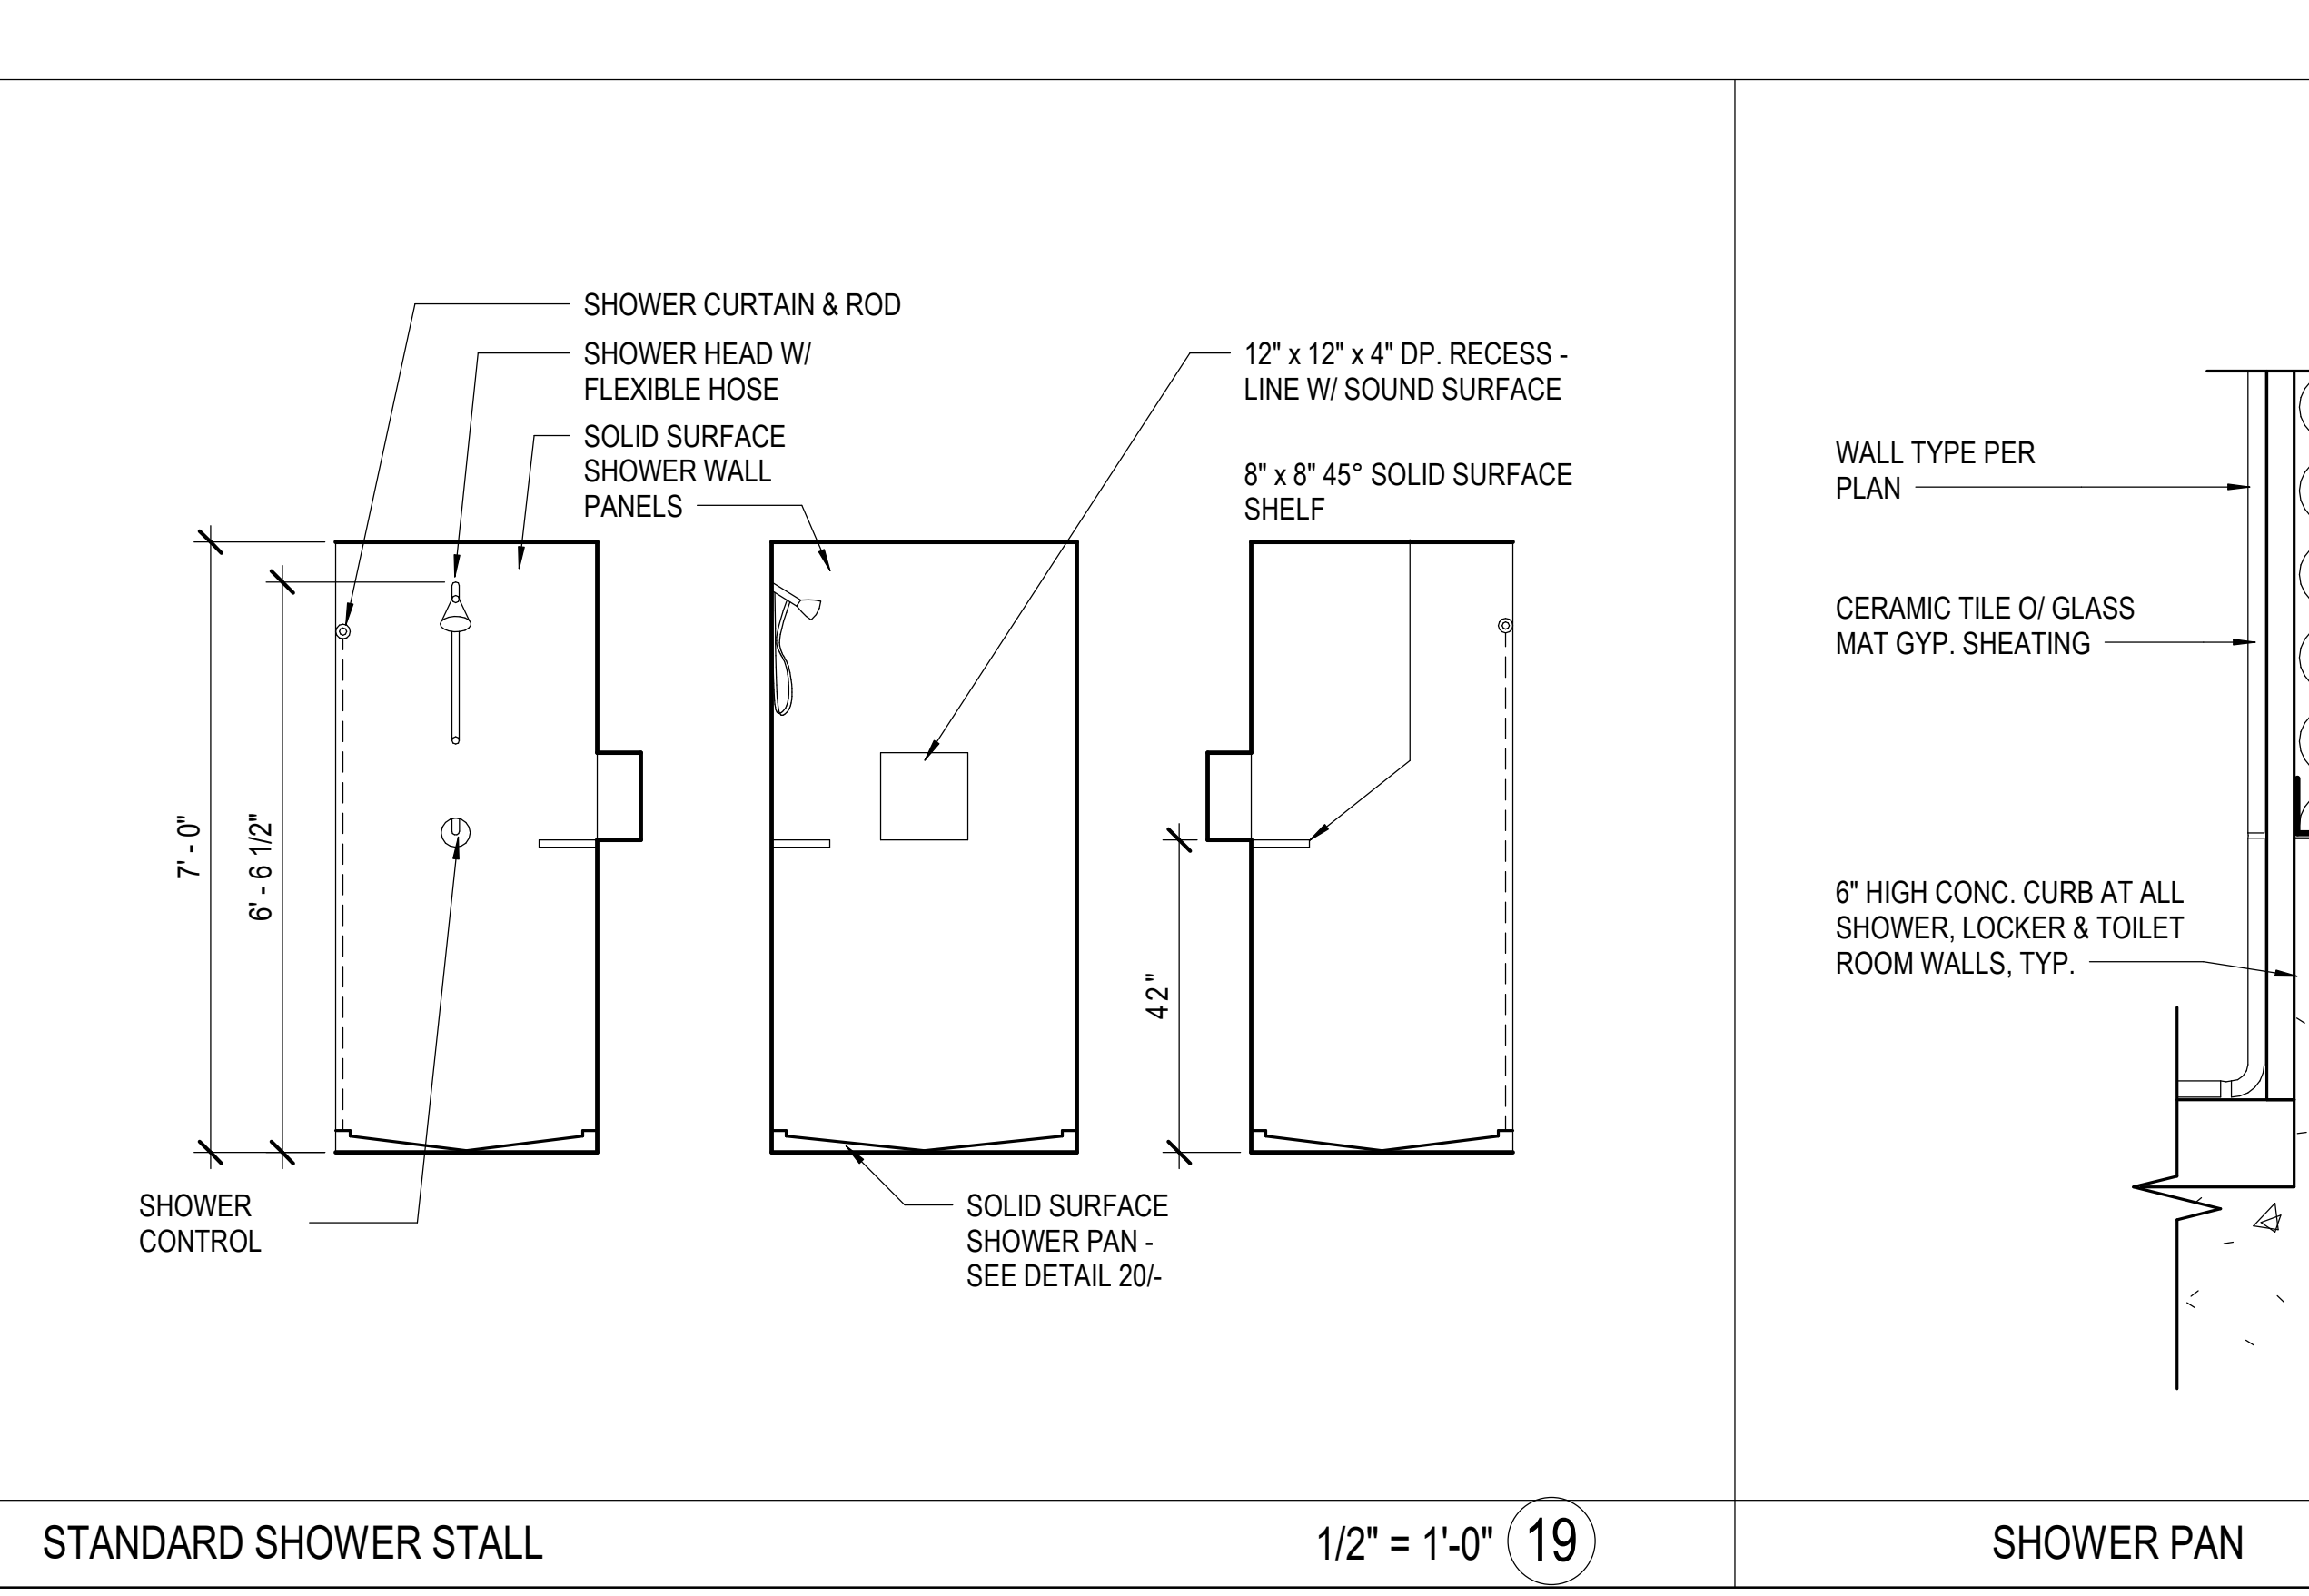 SHOWER CURTAIN & ROD
SHOWER HEAD W/
FLEXIBLE HOSE
SOLID SURFACE
SHOWER WALL
PANELS
12" x 12" x 4" DP. RECESS -
LINE W/ SOUND SURFACE
8" x 8" 45° SOLID SURFACE
SHELF
7' - 0"
6' - 6 1/2"
42"
SHOWER
CONTROL
SOLID SURFACE
SHOWER PAN -
SEE DETAIL 20/-
STANDARD SHOWER STALL
1/2" = 1'-0"
19
WALL TYPE PER
PLAN
CERAMIC TILE O/ GLASS
MAT GYP. SHEATING
6" HIGH CONC. CURB AT ALL
SHOWER, LOCKER & TOILET
ROOM WALLS, TYP.
SHOWER PAN